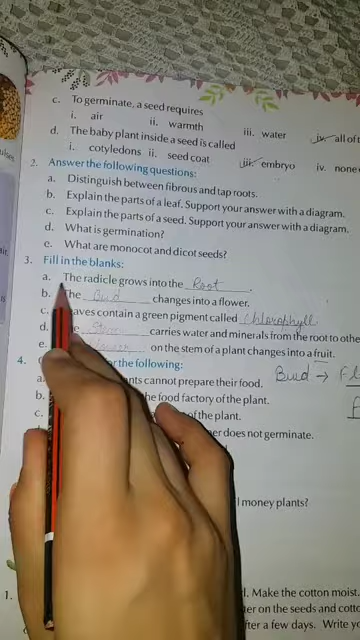 c. To germinate, a seed requires
i. air ii. warmth iii. water iv. all of t
d. The baby plant inside a seed is called
i. cotyledons ii. seed coat iii. embryo iv. none
2. Answer the following questions:
a. Distinguish between fibrous and tap roots.
b. Explain the parts of a leaf. Support your answer with a diagram.
c. Explain the parts of a seed. Support your answer with a diagram.
d. What is germination?
e. What are monocot and dicot seeds?
3. Fill in the blanks:
a. The radicle grows into the Root.
b. The Bud changes into a flower.
c. eaves contain a green pigment called Chlorophyll.
d. e Stem carries water and minerals from the root to othe
e. flower on the stem of a plant changes into a fruit.
4. or the following: Bud → Fl
a. ants cannot prepare their food.
b. he food factory of the plant.
c. of the plant.
er does not germinate.
money plants?
1. l. Make the cotton moist.
ter on the seeds and cotto
fter a few days. Write yo